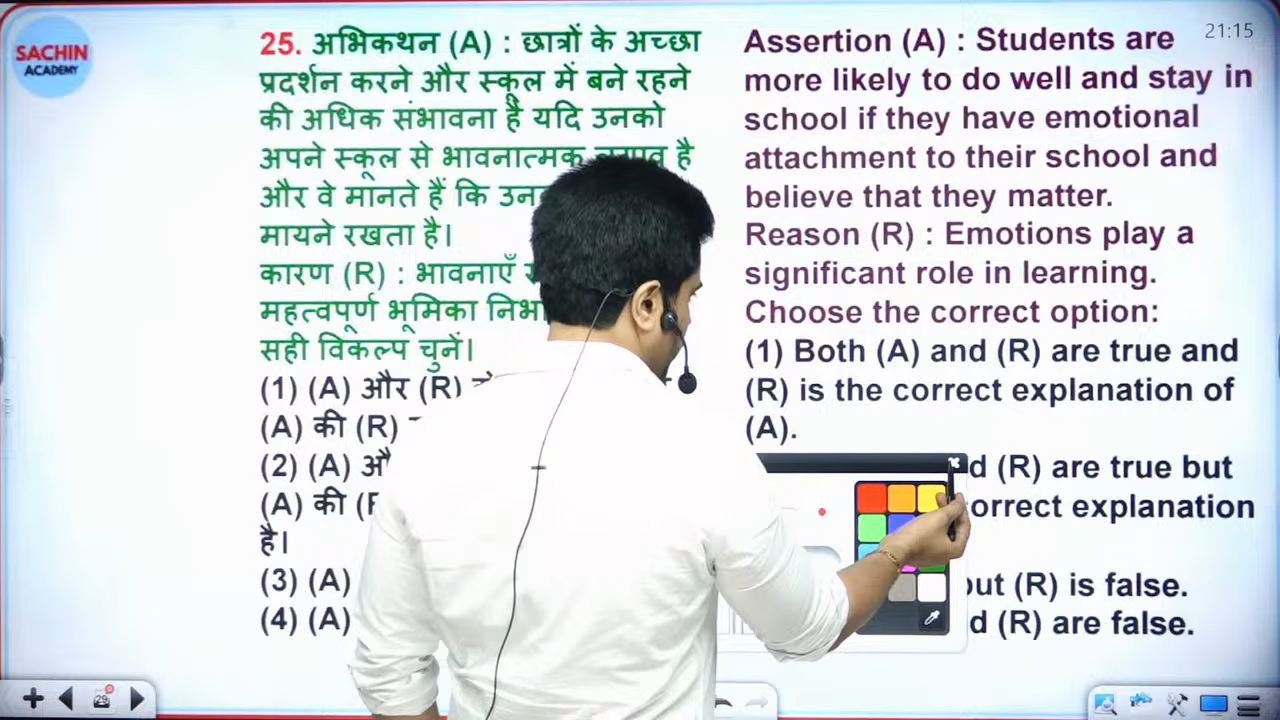 SACHIN
ACADEMY
21:15
25. अभिकथन (A) : छात्रों के अच्छा
प्रदर्शन करने और स्कूल में बने रहने
की अधिक संभावना है यदि उनको
अपने स्कूल से भावनात्मक है
और वे मानते हैं कि
मायने रखता है।
कारण (R) : भावनाएँ
महत्वपूर्ण भूमिका
सही विकल्प चुनें।
(1) (A) और (R)
(A) की (R)
(2) (A)
(A) की
है।
(3) (A)
(4) (A)
Assertion (A) : Students are
more likely to do well and stay in
school if they have emotional
attachment to their school and
believe that they matter.
Reason (R) : Emotions play a
significant role in learning.
Choose the correct option:
(1) Both (A) and (R) are true and
(R) is the correct explanation of
(A).
(R) are true but
explanation
(R) is false.
(R) are false.
29